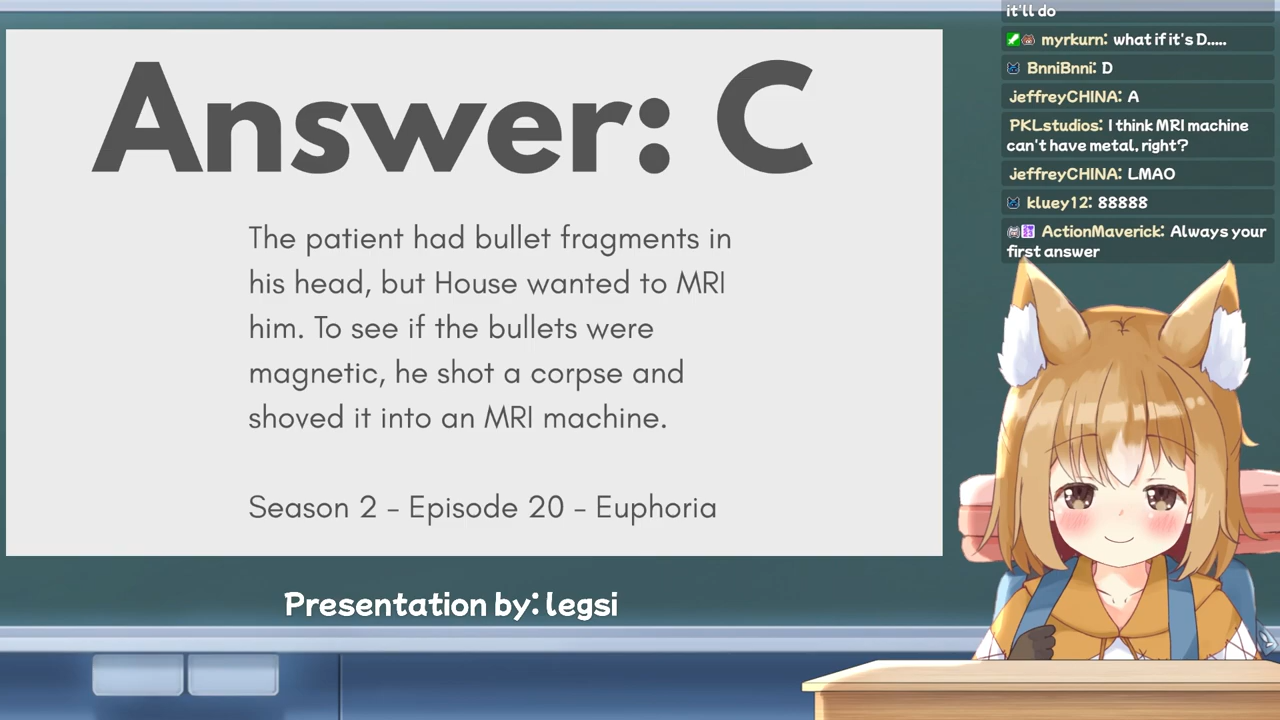 Answer: C
The patient had bullet fragments in
his head, but House wanted to MRI
him. To see if the bullets were
magnetic, he shot a corpse and
shoved it into an MRI machine.
Season 2 - Episode 20 - Euphoria
Presentation by: legsi
it'll do
myrkurn: what if it's D.....
BnniBnni: D
jeffreyCHINA: A
PKLstudios: I think MRI machine
can't have metal, right?
jeffreyCHINA: LMAO
kluey12: 88888
ActionMaverick: Always your
first answer